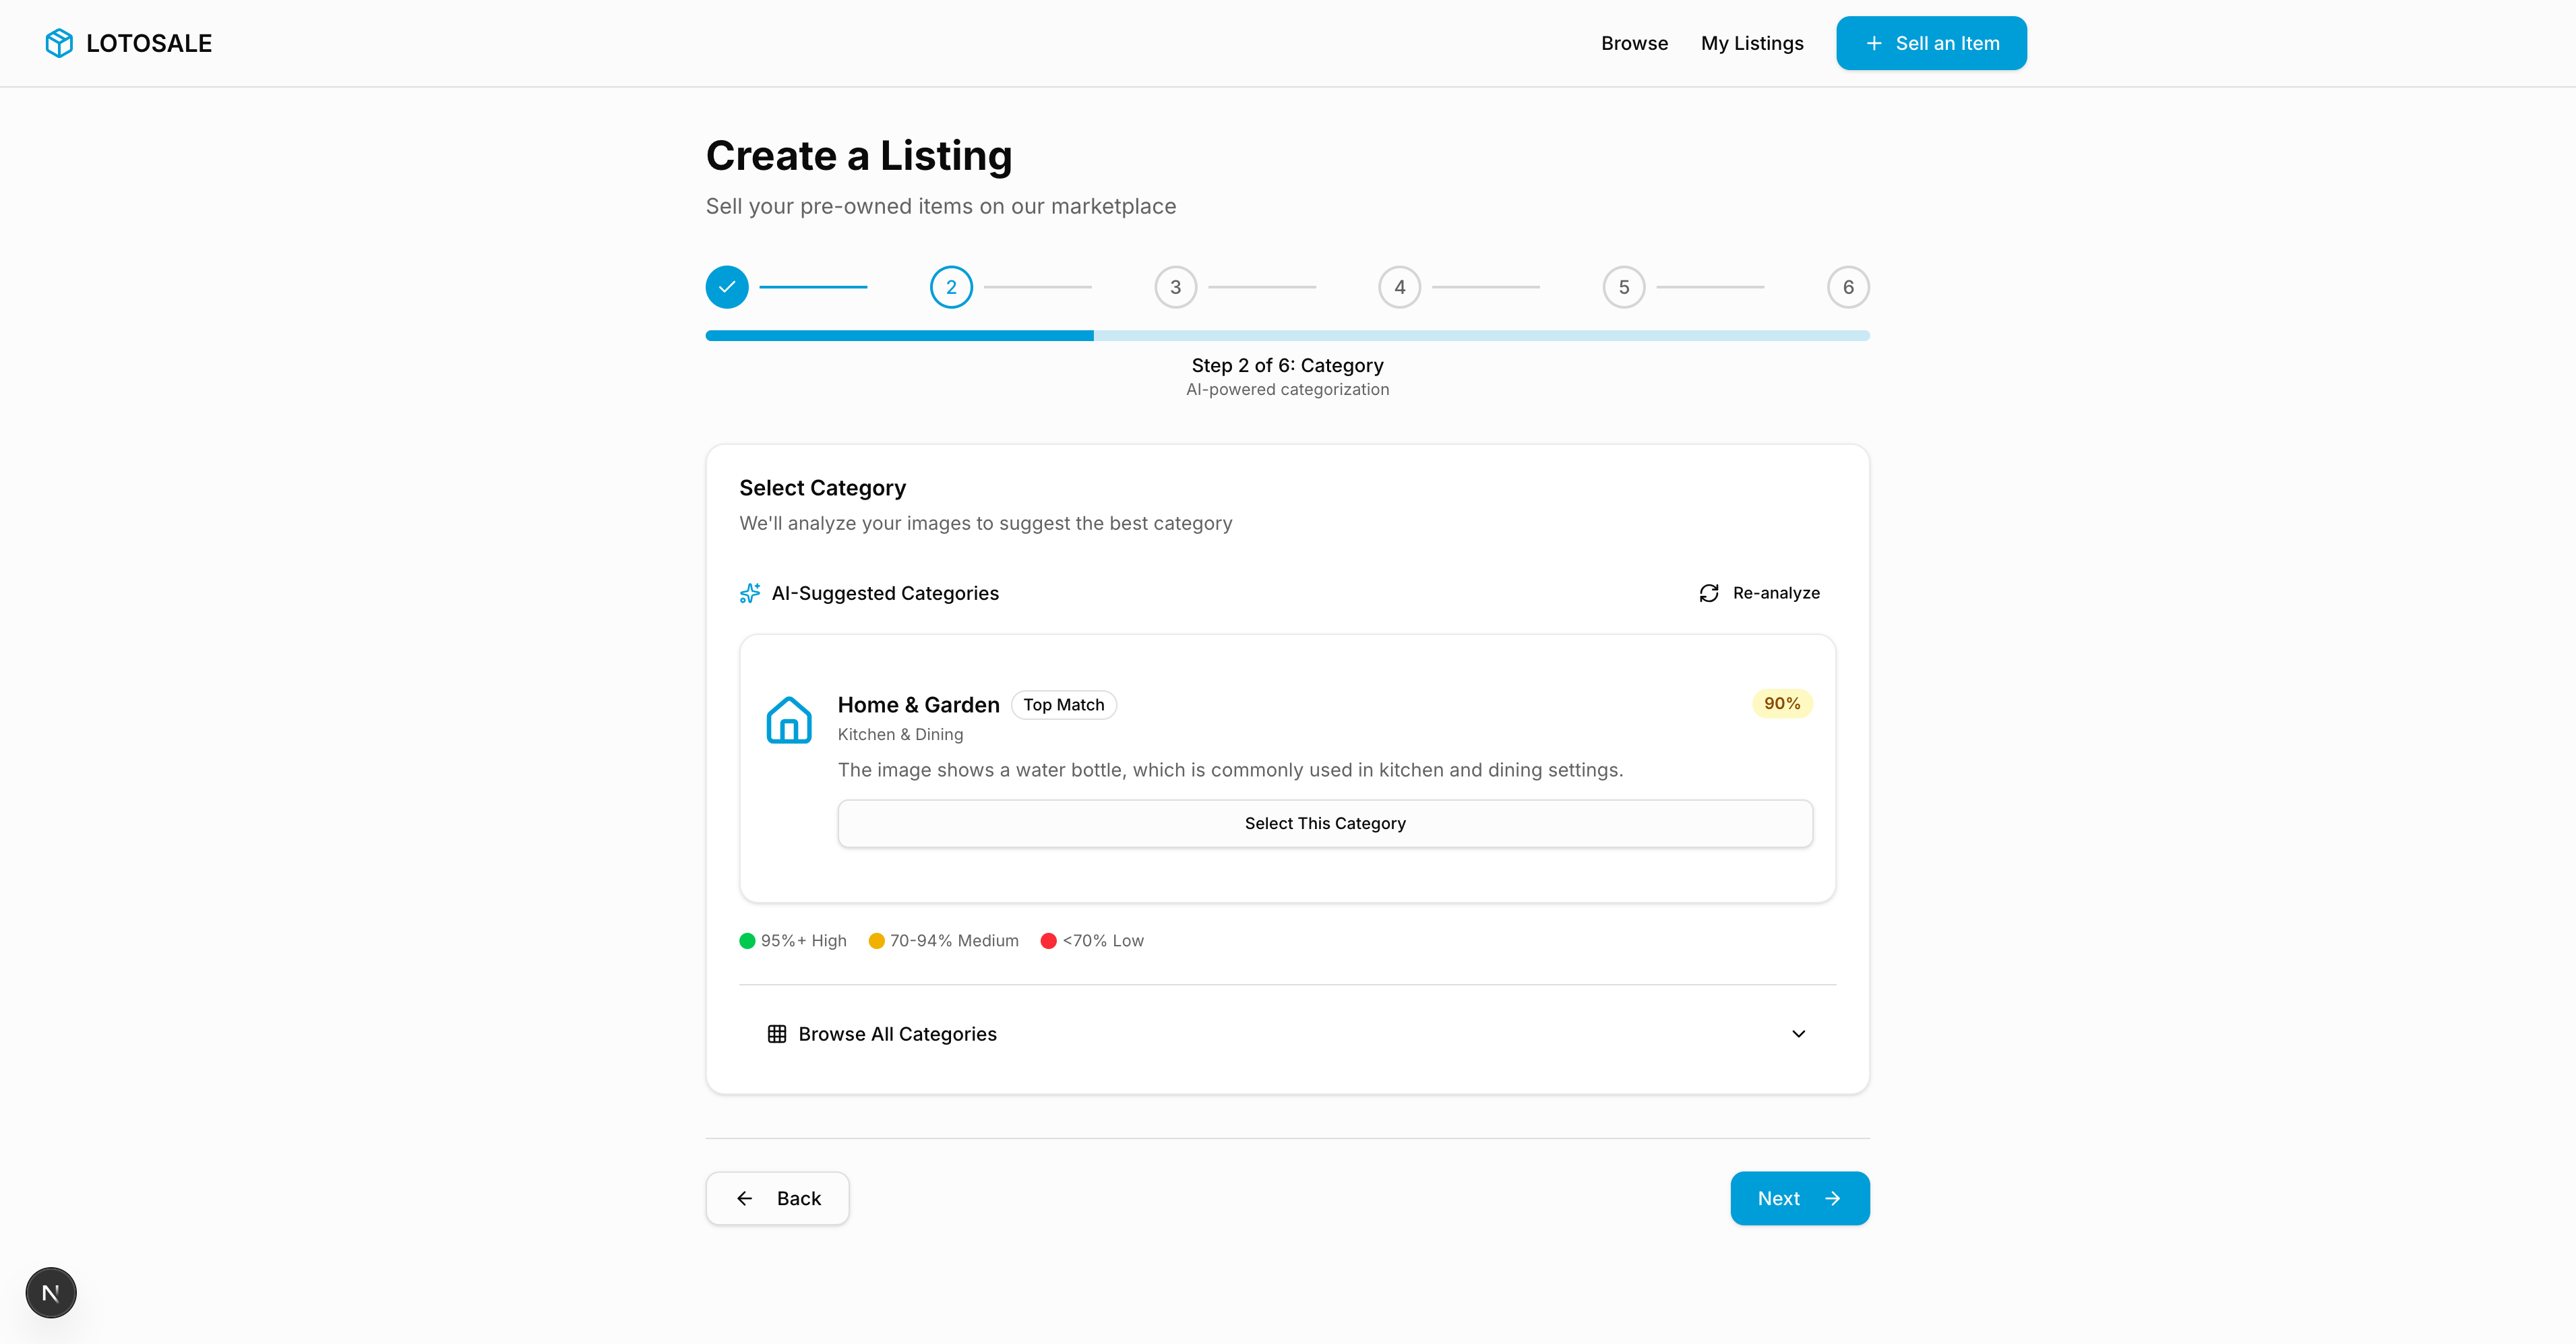 LOTOSALE
Browse
My Listings
Sell an Item
Create a Listing
Sell your pre-owned items on our marketplace
2
3
4
5
6
Step 2 of 6: Category
AI-powered categorization
Select Category
We'll analyze your images to suggest the best category
AI-Suggested Categories
Re-analyze
Home & Garden
Top Match
90%
Kitchen & Dining
The image shows a water bottle, which is commonly used in kitchen and dining settings.
Select This Category
95%+ High
70-94% Medium
<70% Low
Browse All Categories
Back
Next
N